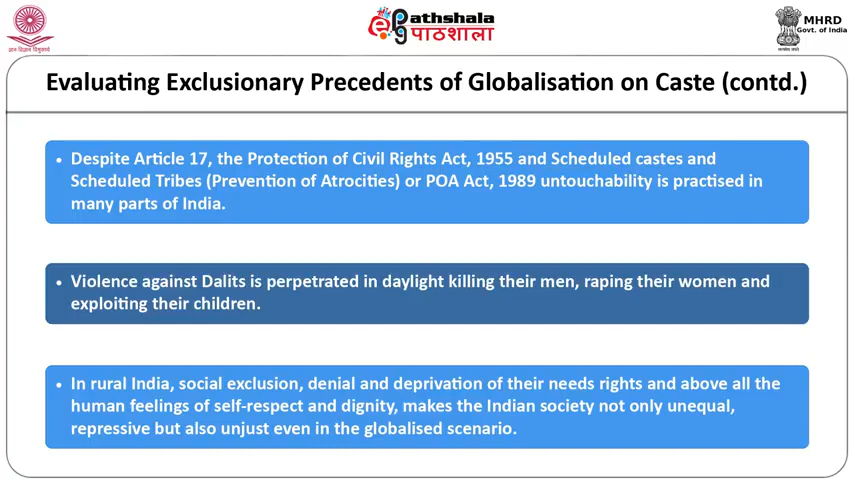 ज्ञान-विज्ञान विमुक्तये
ePathshala
पाठशाला
MHRD
Govt. of India
Evaluating Exclusionary Precedents of Globalisation on Caste (contd.)
• Despite Article 17, the Protection of Civil Rights Act, 1955 and Scheduled castes and
Scheduled Tribes (Prevention of Atrocities) or POA Act, 1989 untouchability is practised in
many parts of India.
• Violence against Dalits is perpetrated in daylight killing their men, raping their women and
exploiting their children.
• In rural India, social exclusion, denial and deprivation of their needs rights and above all the
human feelings of self-respect and dignity, makes the Indian society not only unequal,
repressive but also unjust even in the globalised scenario.